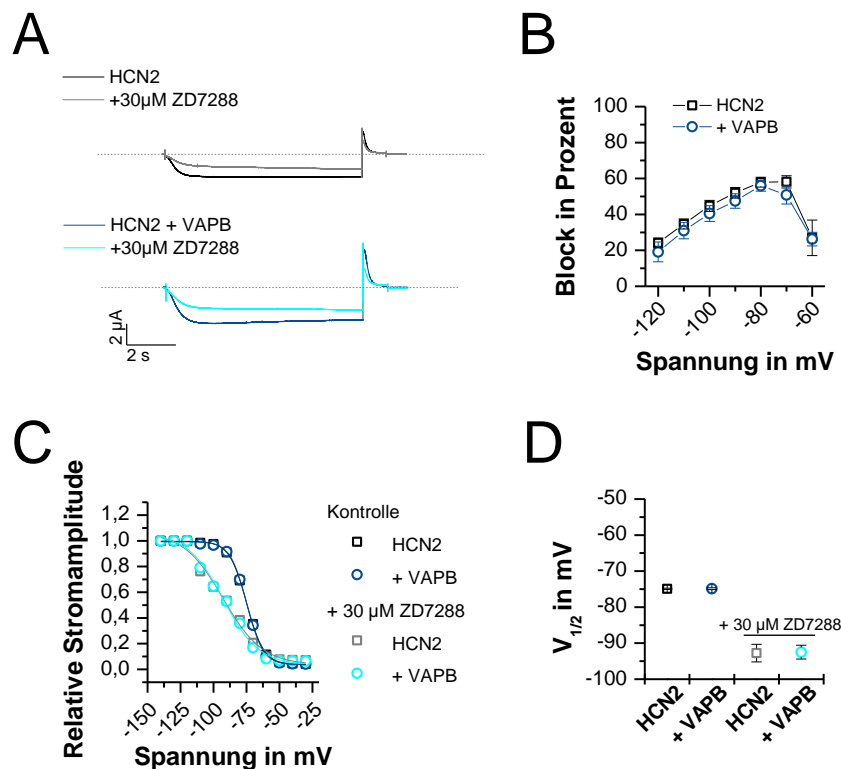 A
HCN2
+30µM ZD7288
HCN2 + VAPB
+30µM ZD7288
2 µA
2 s
B
HCN2
+ VAPB
Block in Prozent
100
80
60
40
20
0
-120
-100
-80
-60
Spannung in mV
C
Relative Stromamplitude
1,2
1,0
0,8
0,6
0,4
0,2
0,0
-150
-125
-100
-75
-50
-25
Spannung in mV
Kontrolle
HCN2
+ VAPB
+ 30 µM ZD7288
HCN2
+ VAPB
D
V1/2 in mV
-50
-60
-70
-80
-90
-100
+ 30 µM ZD7288
HCN2
+ VAPB
HCN2
+ VAPB